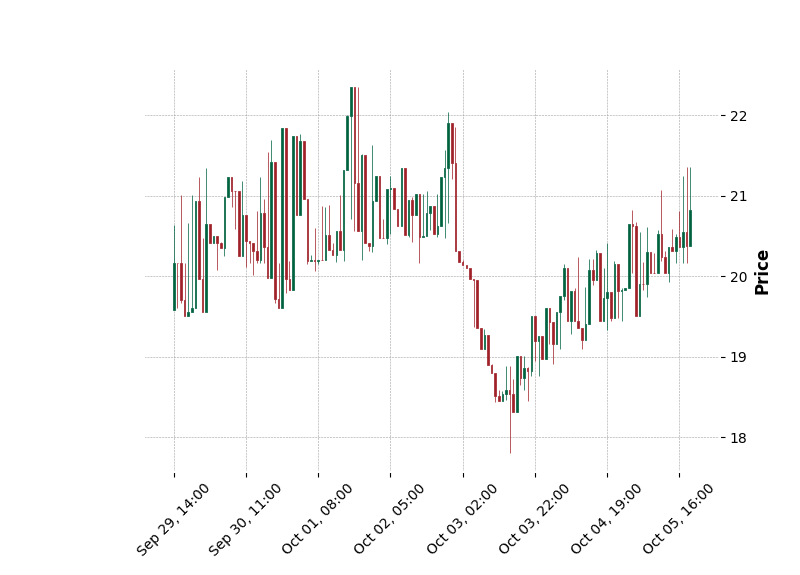 22
21
20
19
18
Price
Sep 29, 14:00
Sep 30, 11:00
Oct 01, 08:00
Oct 02, 05:00
Oct 03, 02:00
Oct 03, 22:00
Oct 04, 19:00
Oct 05, 16:00